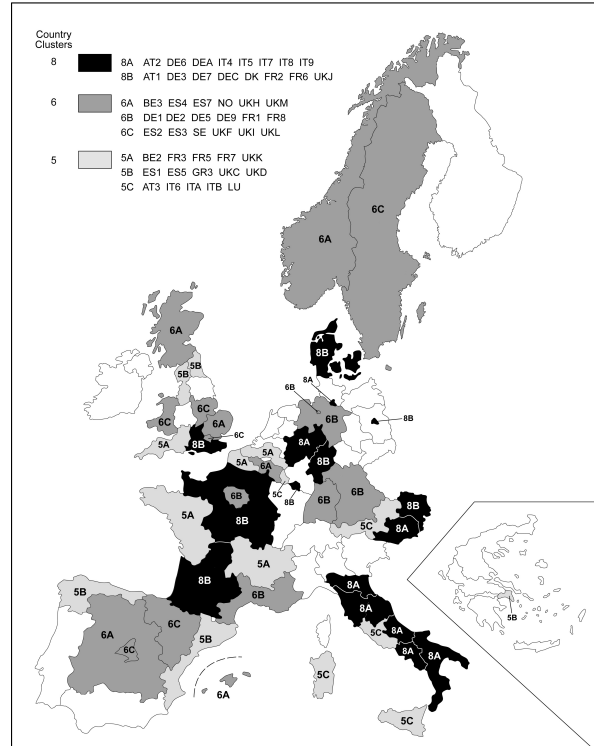 Country
Clusters
8
8A AT2 DE6 DEA IT4 IT5 IT7 IT8 IT9
8B AT1 DE3 DE7 DEC DK FR2 FR6 UKJ
6
6A BE3 ES4 ES7 NO UKH UKM
6B DE1 DE2 DE5 DE9 FR1 FR8
6C ES2 ES3 SE UKF UKI UKL
5
5A BE2 FR3 FR5 FR7 UKK
5B ES1 ES5 GR3 UKC UKD
5C AT3 IT6 ITA ITB LU
6C
6A
6A
8B
5B
5B
8A
6B
6C
6B
8B
6C
6A
6C
8A
5A
8B
5A
5A
6A
8B
5C
8B
6B
6B
6B
8B
5A
8B
5C
8A
5A
8B
8A
5B
6B
8A
6A
6C
5B
5C
8A
5B
6C
8A
8A
6A
5C
5C